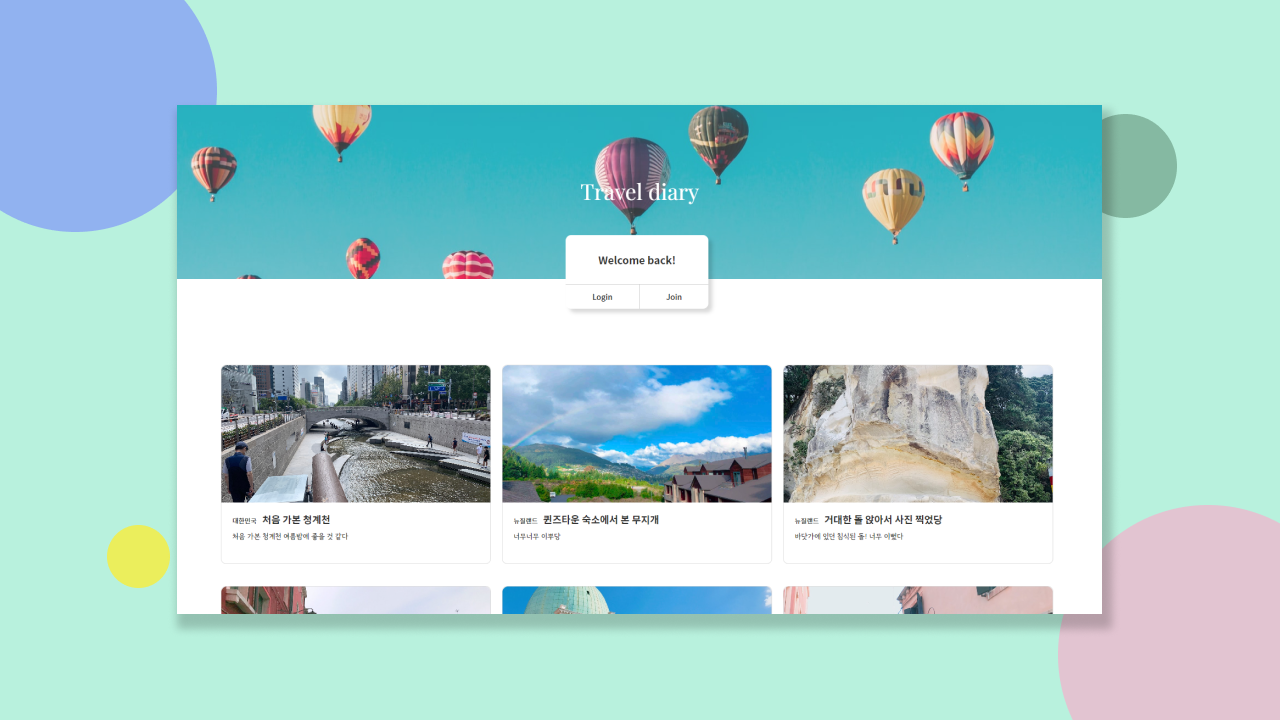 Travel diary
Welcome back!
Login Join
대한민국 처음 가본 청계천
처음 가본 청계천 여름밤에 좋을 것 같다
뉴질랜드 퀸즈타운 숙소에서 본 무지개
너무너무 이뿌당
뉴질랜드 거대한 돌 앉아서 사진 찍었당
바닷가에 있던 침식된 돌! 너무 이뻤다